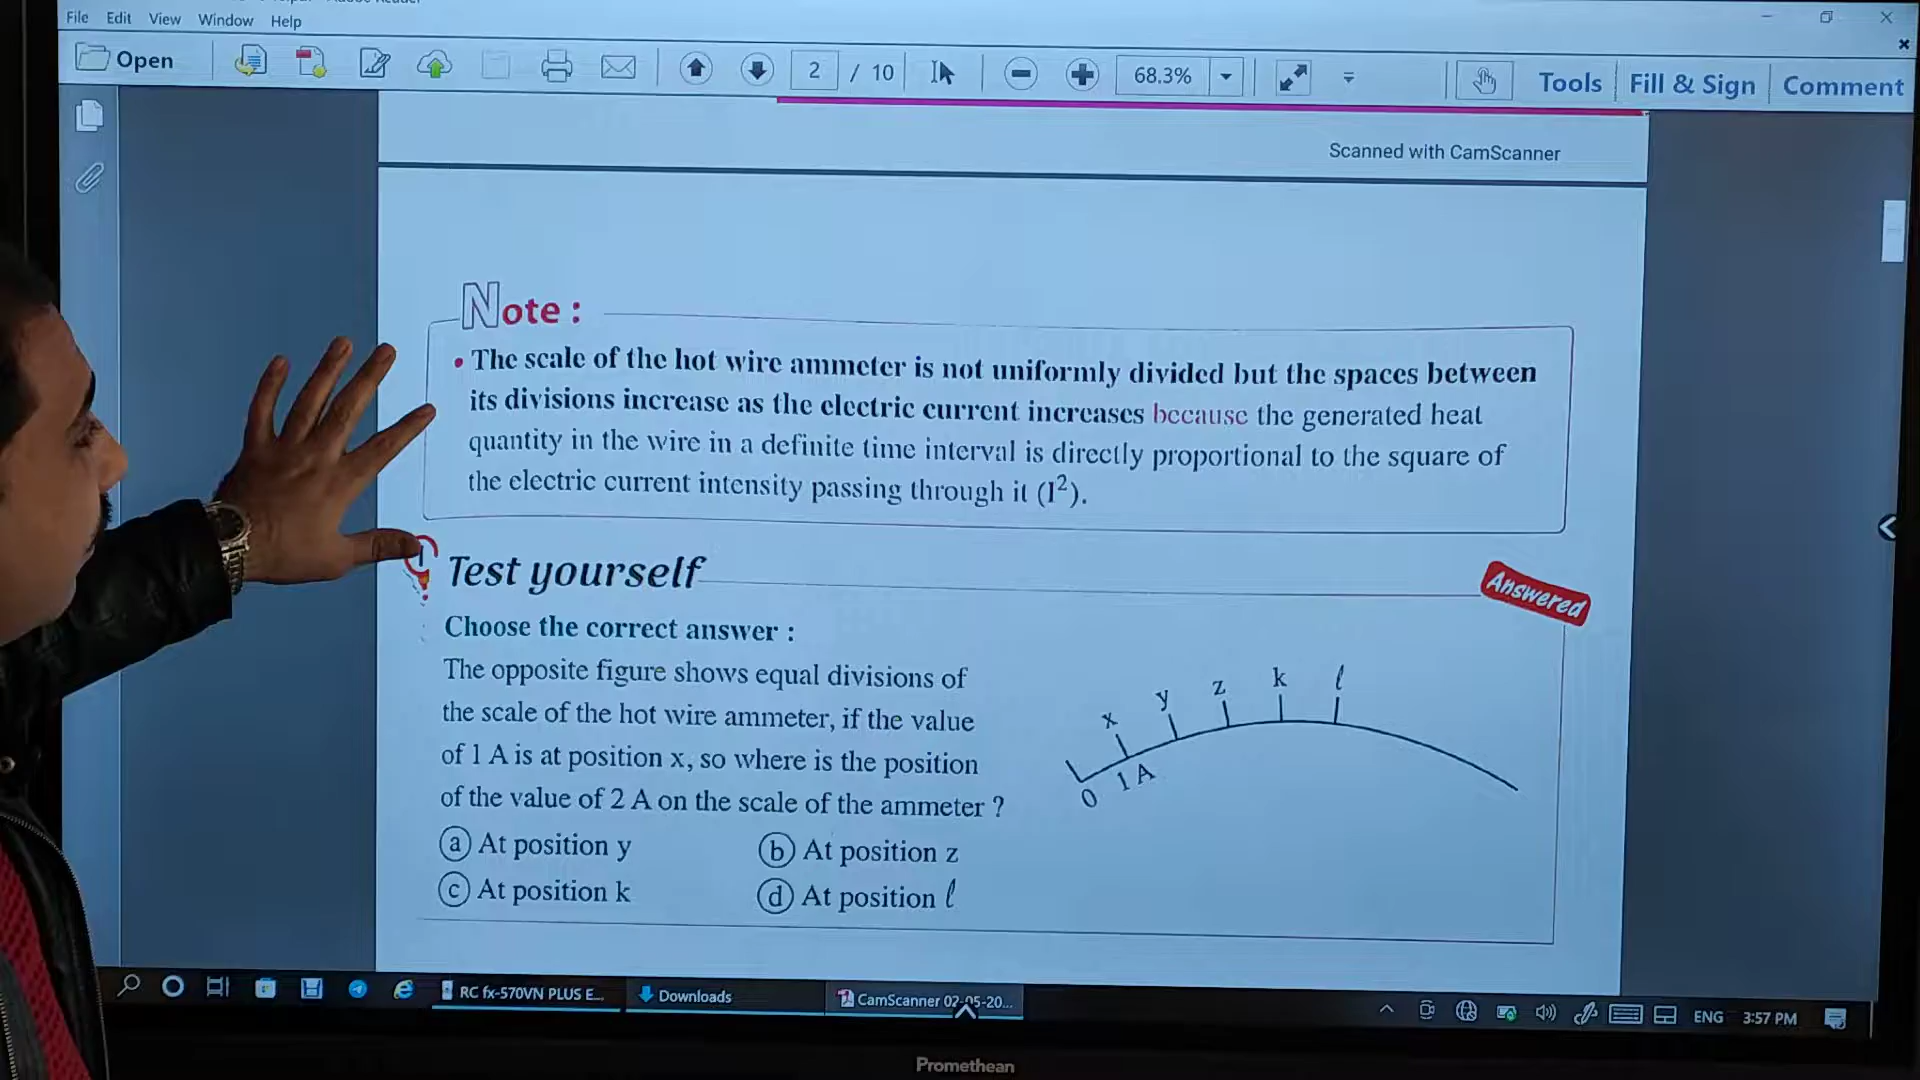 File Edit View Window Help
Open 2 / 10 68.3% Tools Fill & Sign Comment
Scanned with CamScanner
Note :
• The scale of the hot wire ammeter is not uniformly divided but the spaces between
its divisions increase as the electric current increases because the generated heat
quantity in the wire in a definite time interval is directly proportional to the square of
the electric current intensity passing through it (I²).
Test yourself
Answered
Choose the correct answer :
The opposite figure shows equal divisions of
the scale of the hot wire ammeter, if the value
of 1 A is at position x, so where is the position
of the value of 2 A on the scale of the ammeter ?
x y z k ℓ
0 1 A
ⓐ At position y ⓑ At position z
ⓒ At position k ⓓ At position ℓ
RC fx-570VN PLUS E... Downloads CamScanner 02-05-20... ENG 3:57 PM
Promethean